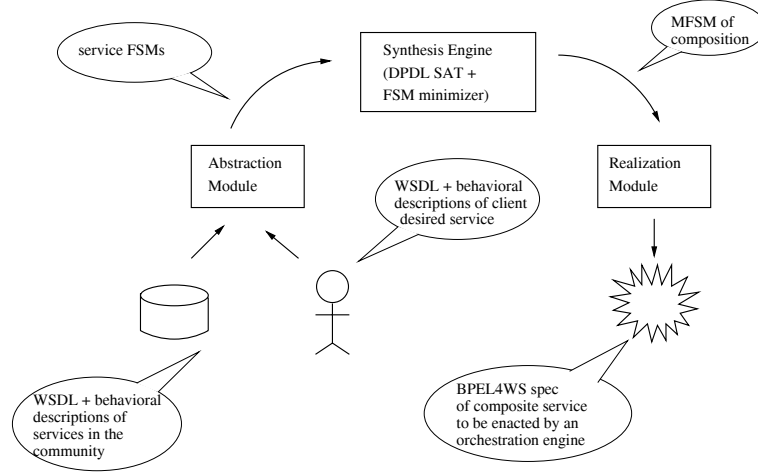 service FSMs
Synthesis Engine
(DPDL SAT +
FSM minimizer)
MFSM of
composition
Abstraction
Module
WSDL + behavioral
descriptions of client
desired service
Realization
Module
WSDL + behavioral
descriptions of
services in the
community
BPEL4WS spec
of composite service
to be enacted by an
orchestration engine